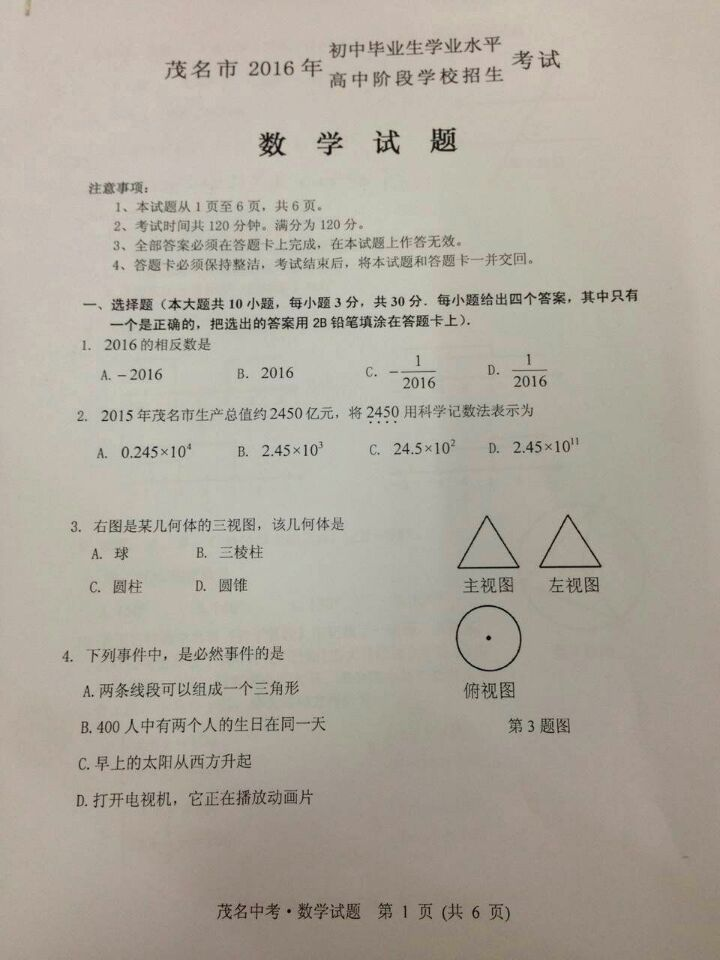 茂名市 2016 年 初中毕业生学业水平 高中阶段学校招生 考试
数 学 试 题
注意事项：
1、本试题从 1 页至 6 页，共 6 页。
2、考试时间共 120 分钟。满分为 120 分。
3、全部答案必须在答题卡上完成，在本试题上作答无效。
4、答题卡必须保持整洁，考试结束后，将本试题和答题卡一并交回。
一、选择题（本大题共 10 小题，每小题 3 分，共 30 分．每小题给出四个答案，其中只有
一个是正确的，把选出的答案用 2B 铅笔填涂在答题卡上）．
1. 2016 的相反数是
A. －2016 B. 2016 C. －1/2016 D. 1/2016
2. 2015 年茂名市生产总值约 2450 亿元，将 2450 用科学记数法表示为
A. 0.245×10⁴ B. 2.45×10³ C. 24.5×10² D. 2.45×10¹¹
3. 右图是某几何体的三视图，该几何体是
A. 球 B. 三棱柱
C. 圆柱 D. 圆锥
主视图 左视图
俯视图
第 3 题图
4. 下列事件中，是必然事件的是
A. 两条线段可以组成一个三角形
B. 400 人中有两个人的生日在同一天
C. 早上的太阳从西方升起
D. 打开电视机，它正在播放动画片
茂名中考·数学试题 第 1 页 (共 6 页)